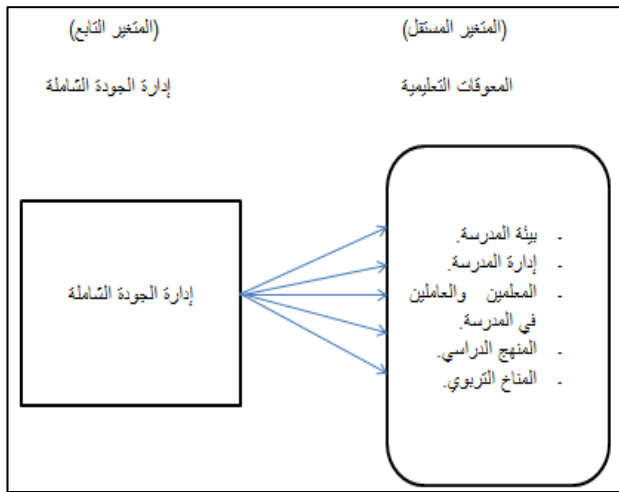 (المتغير المستقل)
(المتغير التابع)
المعوقات التعليمية
إدارة الجودة الشاملة
- بيئة المدرسة.
- إدارة المدرسة.
- المعلمين والعاملين
في المدرسة.
- المنهج الدراسي.
- المناخ التربوي.
إدارة الجودة الشاملة